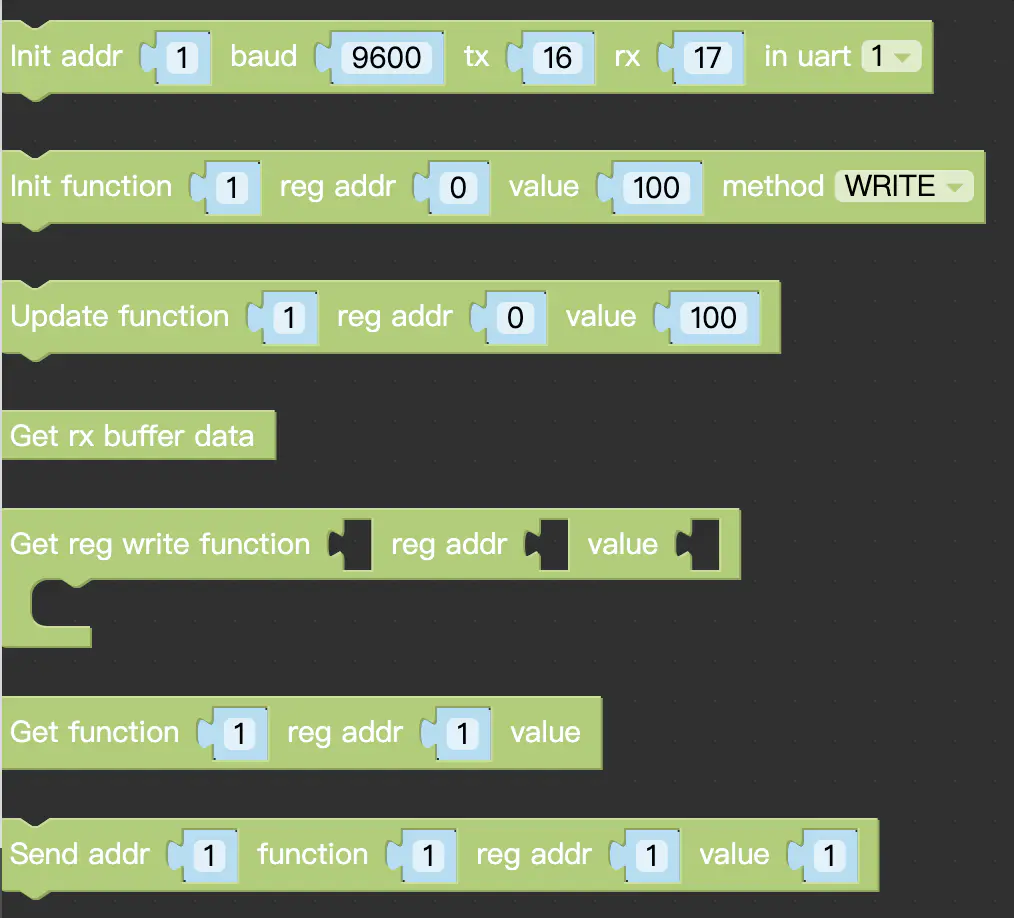 Init addr 1 baud 9600 tx 16 rx 17 in uart 1
Init function 1 reg addr 0 value 100 method WRITE
Update function 1 reg addr 0 value 100
Get rx buffer data
Get reg write function reg addr value
Get function 1 reg addr 1 value
Send addr 1 function 1 reg addr 1 value 1